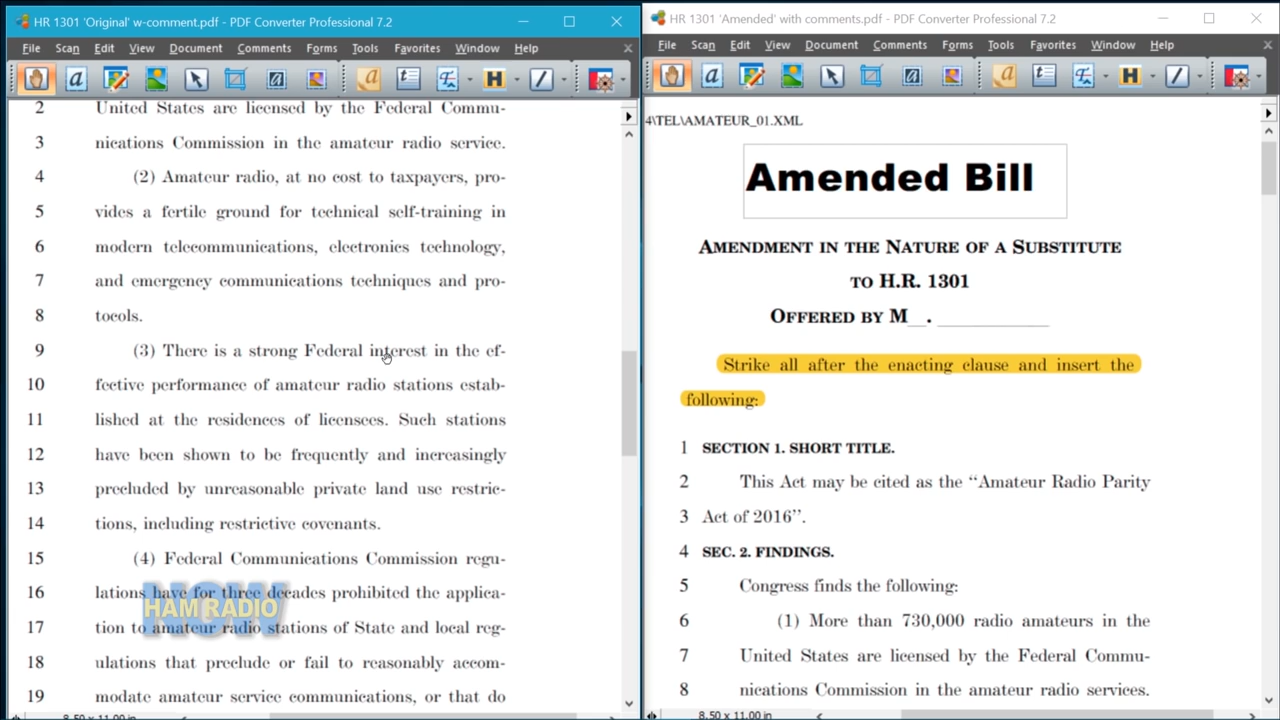 HR 1301 'Original' w-comment.pdf - PDF Converter Professional 7.2
File Scan Edit View Document Comments Forms Tools Favorites Window Help
2 United States are licensed by the Federal Commu-
3 nications Commission in the amateur radio service.
4 (2) Amateur radio, at no cost to taxpayers, pro-
5 vides a fertile ground for technical self-training in
6 modern telecommunications, electronics technology,
7 and emergency communications techniques and pro-
8 tocols.
9 (3) There is a strong Federal interest in the ef-
10 fective performance of amateur radio stations estab-
11 lished at the residences of licensees. Such stations
12 have been shown to be frequently and increasingly
13 precluded by unreasonable private land use restric-
14 tions, including restrictive covenants.
15 (4) Federal Communications Commission regu-
16 lations have for three decades prohibited the applica-
17 tion to amateur radio stations of State and local reg-
18 ulations that preclude or fail to reasonably accom-
19 modate amateur service communications, or that do
NOW
HAM RADIO
8.50 x 11.00 in
HR 1301 'Amended' with comments.pdf - PDF Converter Professional 7.2
File Scan Edit View Document Comments Forms Tools Favorites Window Help
4\TEL\AMATEUR_01.XML
Amended Bill
AMENDMENT IN THE NATURE OF A SUBSTITUTE
TO H.R. 1301
OFFERED BY M__. ____________
Strike all after the enacting clause and insert the
following:
1 SECTION 1. SHORT TITLE.
2 This Act may be cited as the ‘‘Amateur Radio Parity
3 Act of 2016’’.
4 SEC. 2. FINDINGS.
5 Congress finds the following:
6 (1) More than 730,000 radio amateurs in the
7 United States are licensed by the Federal Commu-
8 nications Commission in the amateur radio services.
8.50 x 11.00 in